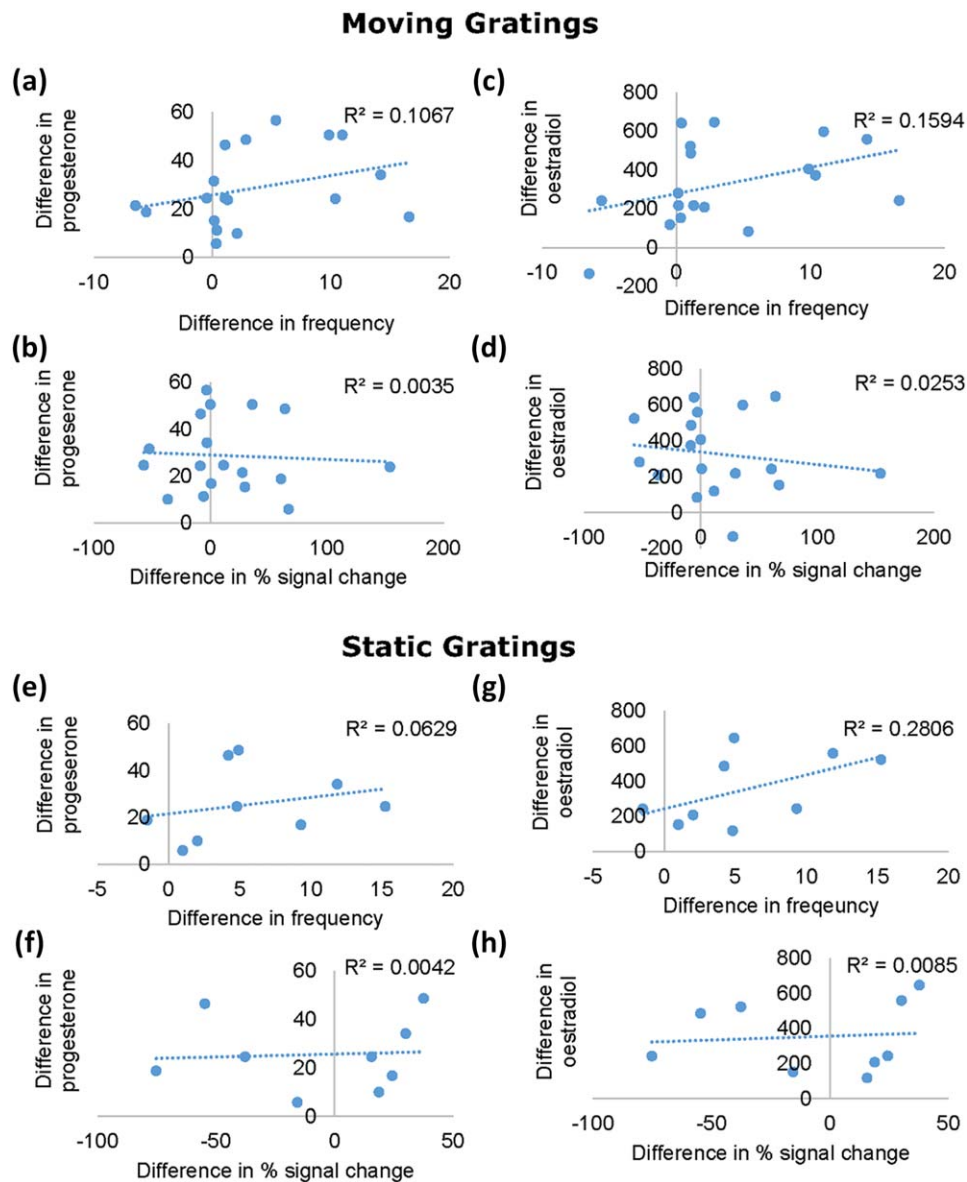 Moving Gratings
(a)
Difference in
progesterone
60
40
20
0
-10
0
10
20
R² = 0.1067
Difference in frequency
(c)
Difference in
oestradiol
800
600
400
200
0
-200
-10
0
10
20
R² = 0.1594
Difference in freqency
(b)
Difference in
progeserone
60
40
20
0
-100
0
100
200
R² = 0.0035
Difference in % signal change
(d)
Difference in
oestradiol
800
600
400
200
0
-200
-100
0
100
200
R² = 0.0253
Difference in % signal change
Static Gratings
(e)
Difference in
progeserone
60
40
20
0
-5
0
5
10
15
20
R² = 0.0629
Difference in frequency
(g)
Difference in
oestradiol
800
600
400
200
0
-5
0
5
10
15
20
R² = 0.2806
Difference in freqeuncy
(f)
Difference in
progesterone
60
40
20
0
-100
-50
0
50
R² = 0.0042
Difference in % signal change
(h)
Difference in
oestradiol
800
600
400
200
0
-100
-50
0
50
R² = 0.0085
Difference in % signal change